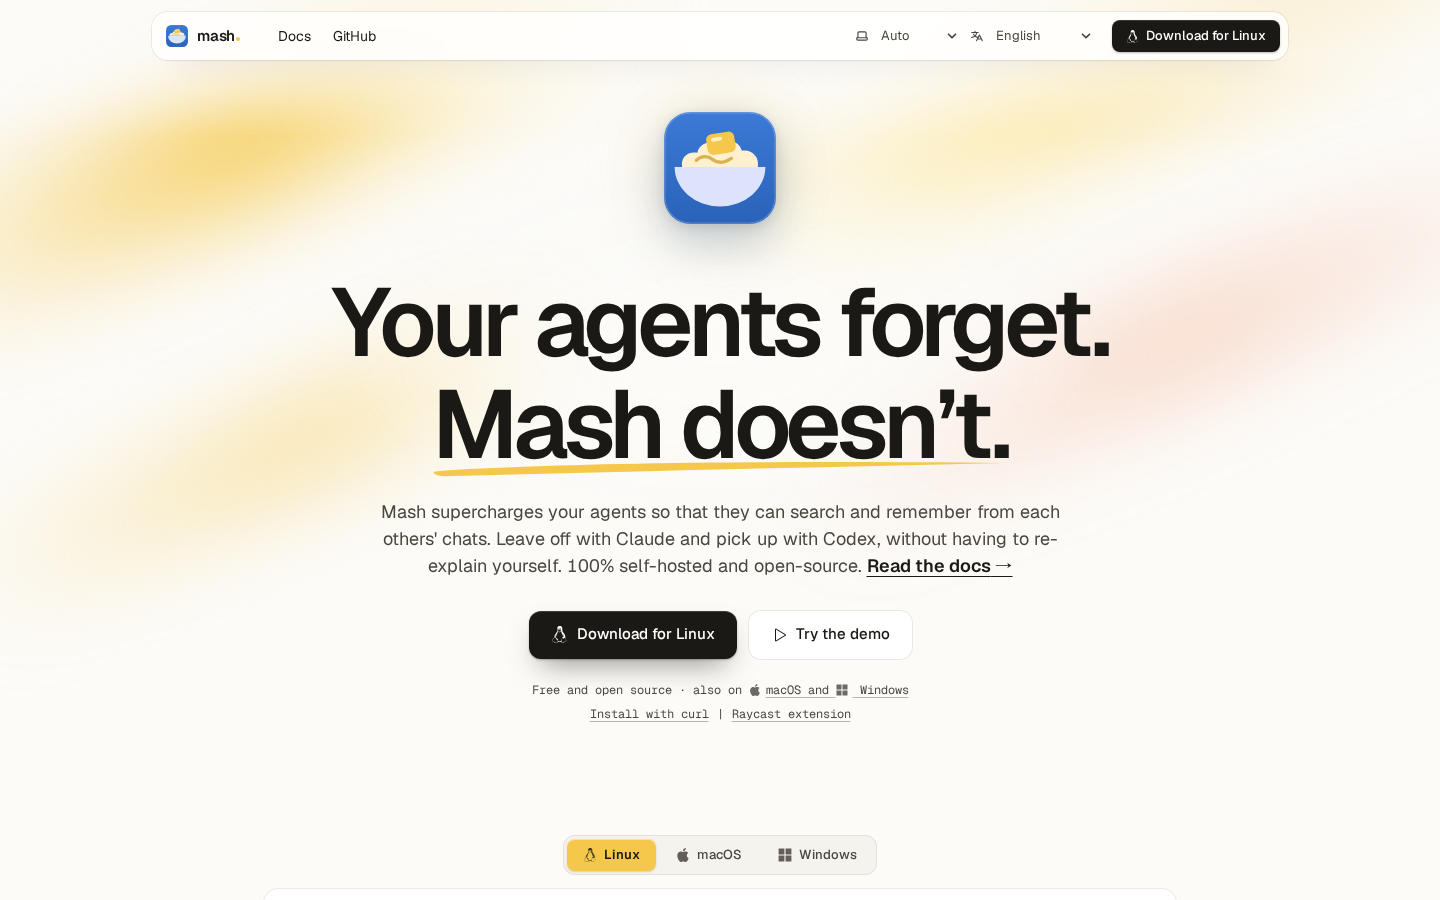 mash. Docs GitHub Auto English Download for Linux
Your agents forget.
Mash doesn’t.
Mash supercharges your agents so that they can search and remember from each
others' chats. Leave off with Claude and pick up with Codex, without having to re-
explain yourself. 100% self-hosted and open-source. Read the docs →
Download for Linux Try the demo
Free and open source · also on macOS and Windows
Install with curl | Raycast extension
Linux macOS Windows